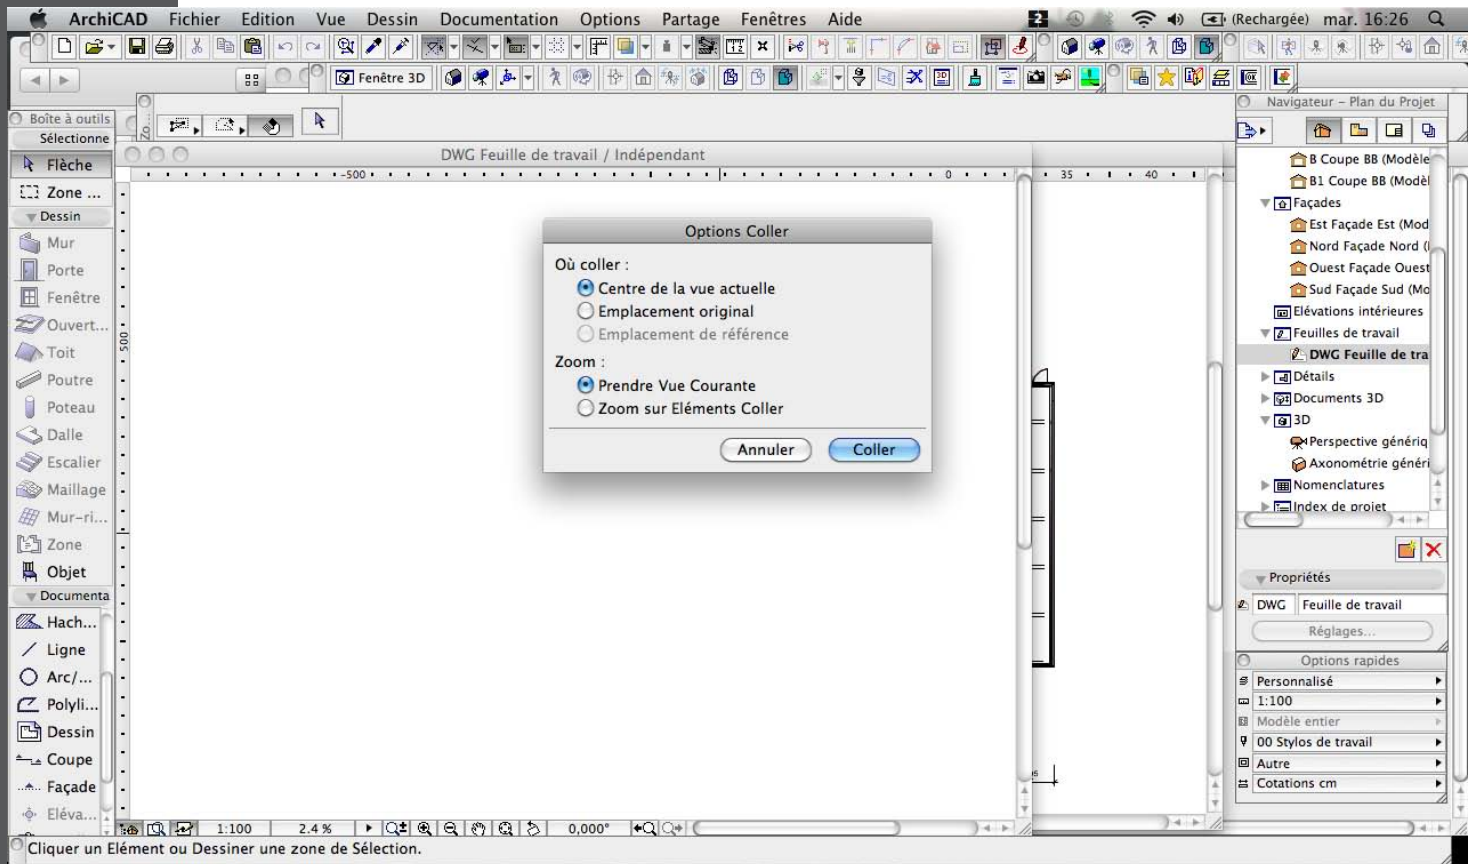 ArchiCAD Fichier Edition Vue Dessin Documentation Options Partage Fenêtres Aide 2 (Rechargée) mar. 16:26
Fenêtre 3D
Boîte à outils
Zo...
Sélectionne
Flèche
Zone ...
Dessin
Mur
Porte
Fenêtre
Ouvert...
Toit
Poutre
Poteau
Dalle
Escalier
Maillage
Mur-ri...
Zone
Objet
Documenta
Hach...
Ligne
Arc/...
Polyli...
Dessin
Coupe
Façade
Eléva...
DWG Feuille de travail / Indépendant
-500 0 35 40
500
Options Coller
Où coller :
Centre de la vue actuelle
Emplacement original
Emplacement de référence
Zoom :
Prendre Vue Courante
Zoom sur Eléments Coller
Annuler Coller
1:100 2.4 % 0,000°
Navigateur - Plan du Projet
B Coupe BB (Modèle
B1 Coupe BB (Modèl
Façades
Est Façade Est (Mod
Nord Façade Nord (
Ouest Façade Ouest
Sud Façade Sud (Mo
Elévations intérieures
Feuilles de travail
DWG Feuille de tra
Détails
Documents 3D
3D
Perspective génériq
Axonométrie généri
Nomenclatures
Index de projet
Propriétés
DWG Feuille de travail
Réglages...
Options rapides
Personnalisé
1:100
Modèle entier
00 Stylos de travail
Autre
Cotations cm
Cliquer un Elément ou Dessiner une zone de Sélection.